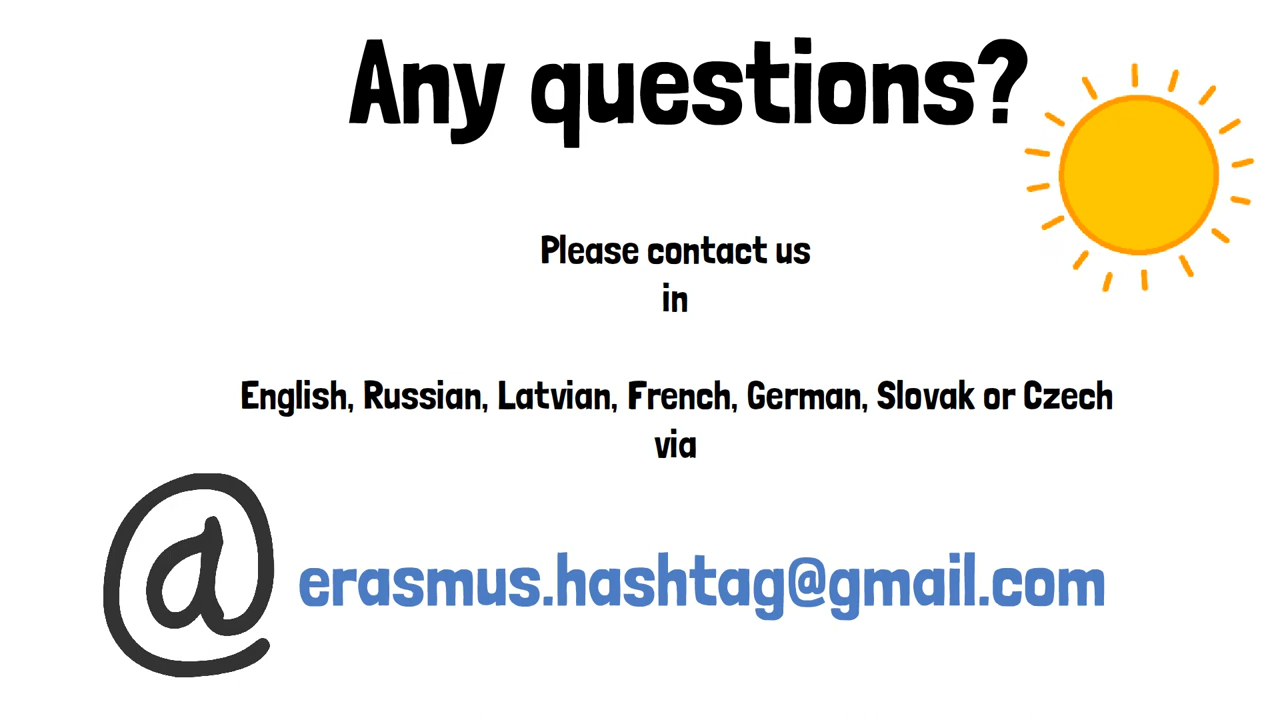 Any questions?
Please contact us
in
English, Russian, Latvian, French, German, Slovak or Czech
via
@ erasmus.hashtag@gmail.com